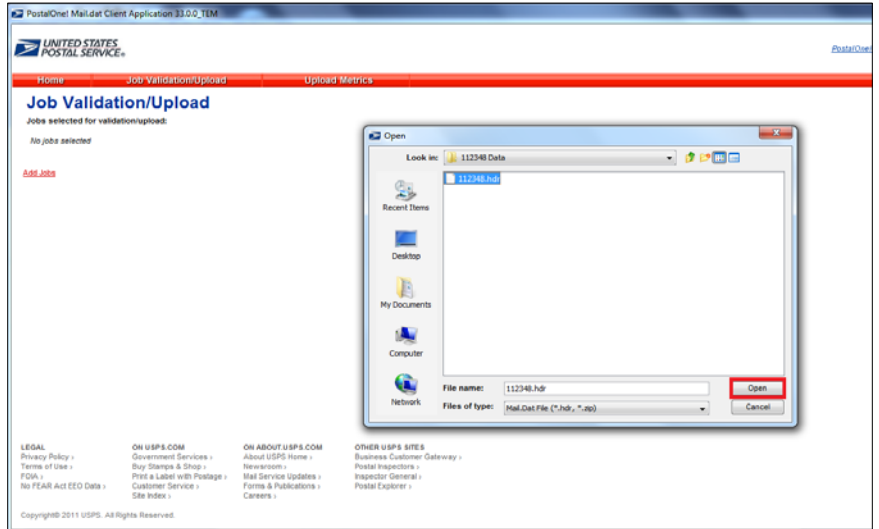 PostalOne! Mail.dat Client Application 33.0.0_TEM
UNITED STATES
POSTAL SERVICE®
PostalOne!
Home Job Validation/Upload Upload Metrics
Job Validation/Upload
Jobs selected for validation/upload:
No jobs selected
Add Jobs
Open
Look in: 112348 Data
112348.hdr
Recent Items
Desktop
My Documents
Computer
Network
File name: 112348.hdr Open
Files of type: Mail.Dat File (*.hdr, *.zip) Cancel
LEGAL ON USPS.COM ON ABOUT.USPS.COM OTHER USPS SITES
Privacy Policy › Government Services › About USPS Home › Business Customer Gateway ›
Terms of Use › Buy Stamps & Shop › Newsroom › Postal Inspectors ›
FOIA › Print a Label with Postage › Mail Service Updates › Inspector General ›
No FEAR Act EEO Data › Customer Service › Forms & Publications › Postal Explorer ›
Site Index › Careers ›
Copyright© 2011 USPS. All Rights Reserved.